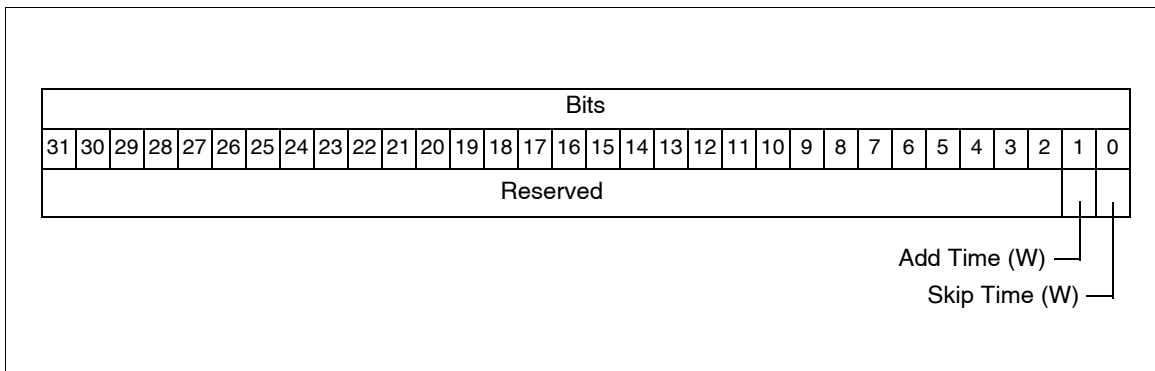 Bits
31 30 29 28 27 26 25 24 23 22 21 20 19 18 17 16 15 14 13 12 11 10 9 8 7 6 5 4 3 2 1 0
Reserved
Add Time (W)
Skip Time (W)